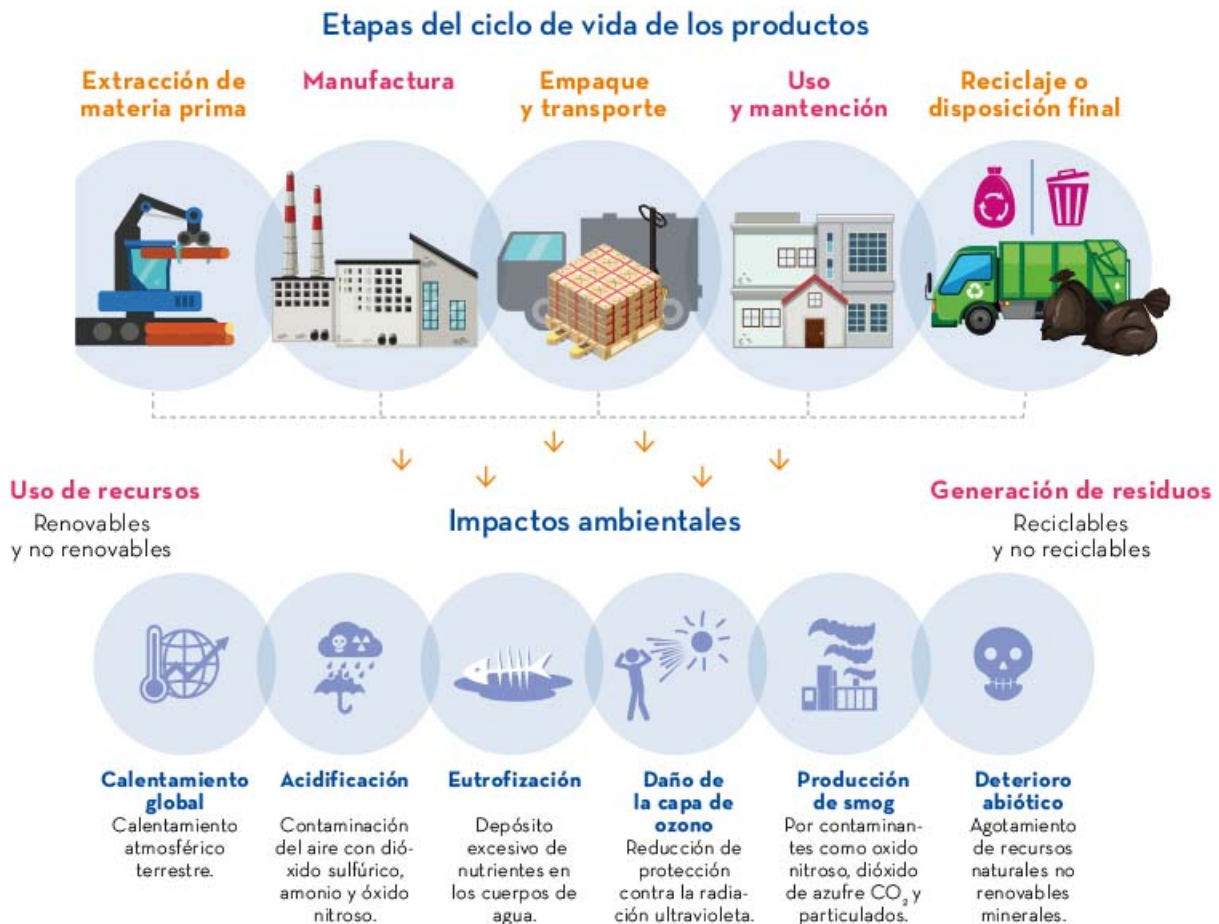 Etapas del ciclo de vida de los productos
Extracción de
materia prima
Manufactura
Empaque
y transporte
Uso
y mantención
Reciclaje o
disposición final
Uso de recursos
Renovables
y no renovables
Impactos ambientales
Generación de residuos
Reciclables
y no reciclables
Calentamiento
global
Calentamiento
atmosférico
terrestre.
Acidificación
Contaminación
del aire con dió-
xido sulfúrico,
amonio y óxido
nitroso.
Eutrofización
Depósito
excesivo de
nutrientes en
los cuerpos de
agua.
Daño de
la capa de
ozono
Reducción de
protección
contra la radia-
ción ultravioleta.
Producción
de smog
Por contaminan-
tes como oxido
nitroso, dióxido
de azufre CO₂ y
particulados.
Deterioro
abiótico
Agotamiento
de recursos
naturales no
renovables
minerales.